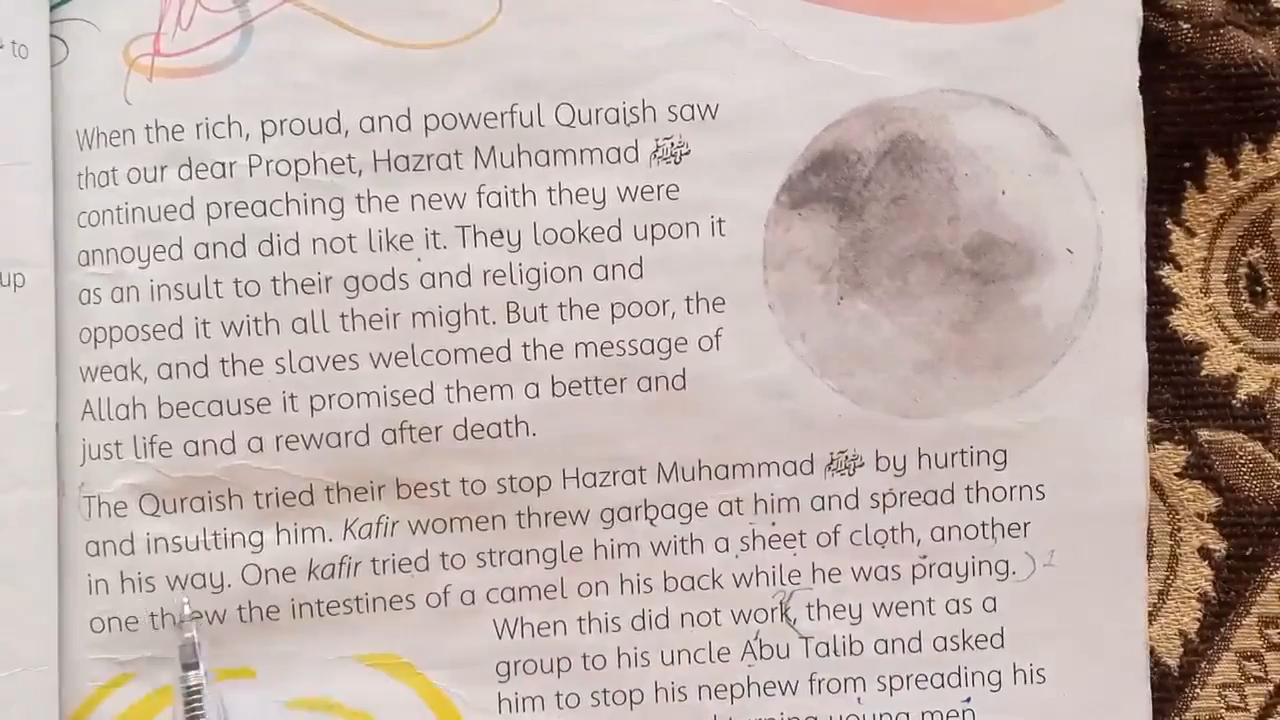 to
up
When the rich, proud, and powerful Quraish saw
that our dear Prophet, Hazrat Muhammad ﷺ
continued preaching the new faith they were
annoyed and did not like it. They looked upon it
as an insult to their gods and religion and
opposed it with all their might. But the poor, the
weak, and the slaves welcomed the message of
Allah because it promised them a better and
just life and a reward after death.
The Quraish tried their best to stop Hazrat Muhammad ﷺ by hurting
and insulting him. Kafir women threw garbage at him and spread thorns
in his way. One kafir tried to strangle him with a sheet of cloth, another
one threw the intestines of a camel on his back while he was praying.) 1
When this did not work, they went as a
group to his uncle Abu Talib and asked
him to stop his nephew from spreading his
young men